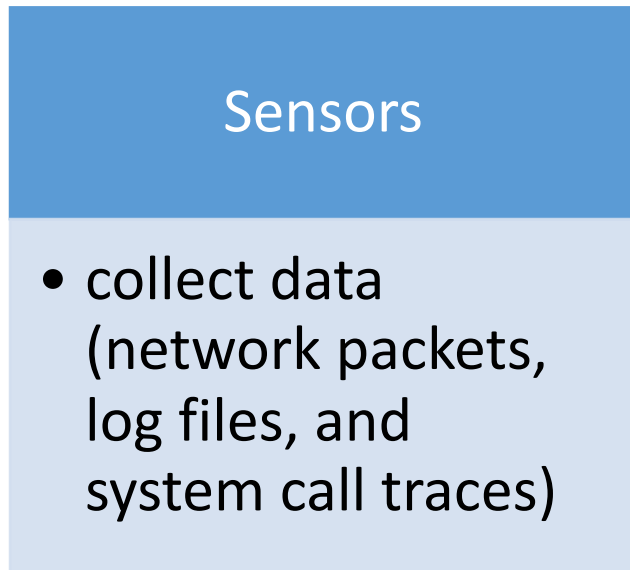 Sensors
• collect data
(network packets,
log files, and
system call traces)